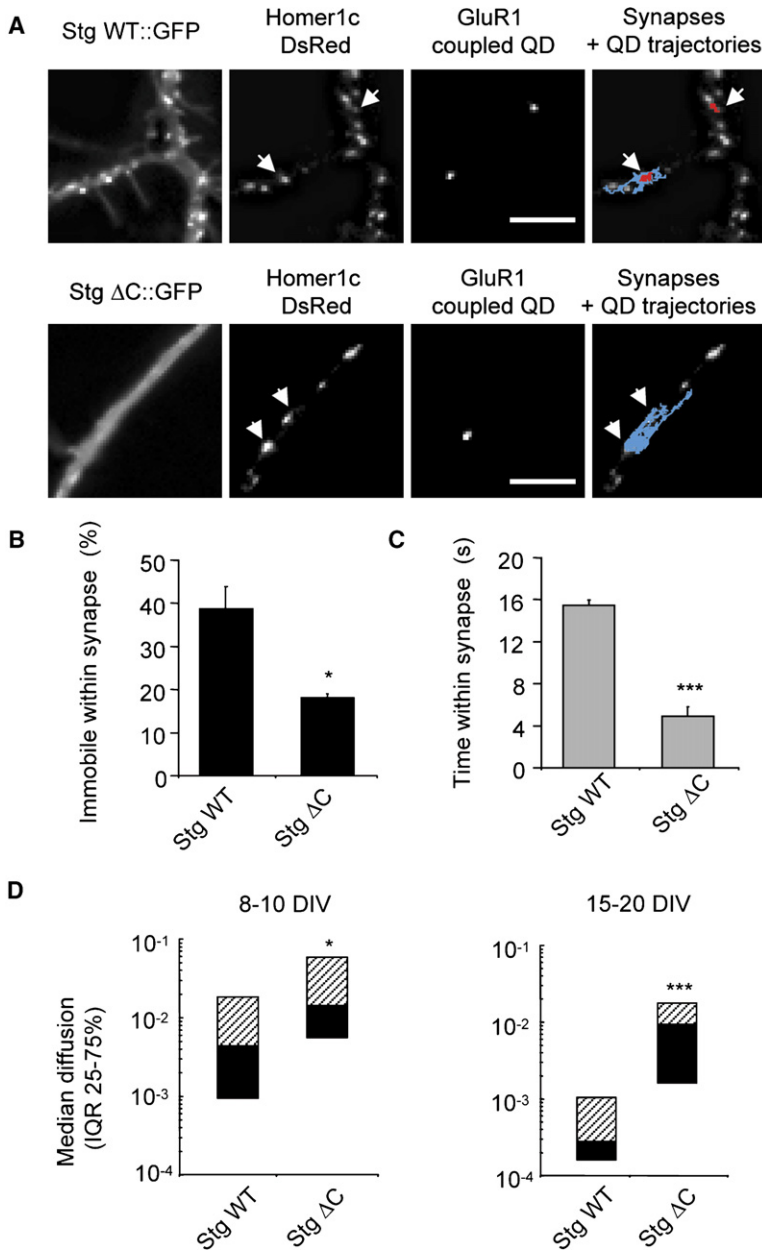 A
Stg WT::GFP
Homer1c
DsRed
GluR1
coupled QD
Synapses
+ QD trajectories
Stg ΔC::GFP
Homer1c
DsRed
GluR1
coupled QD
Synapses
+ QD trajectories
B
Immobile within synapse (%)
50
40
30
20
10
0
*
Stg WT
Stg ΔC
C
Time within synapse (s)
20
16
12
8
4
0
***
Stg WT
Stg ΔC
D
Median diffusion
(IQR 25-75%)
8-10 DIV
10-1
10-2
10-3
10-4
*
Stg WT
Stg ΔC
15-20 DIV
10-1
10-2
10-3
10-4
***
Stg WT
Stg ΔC